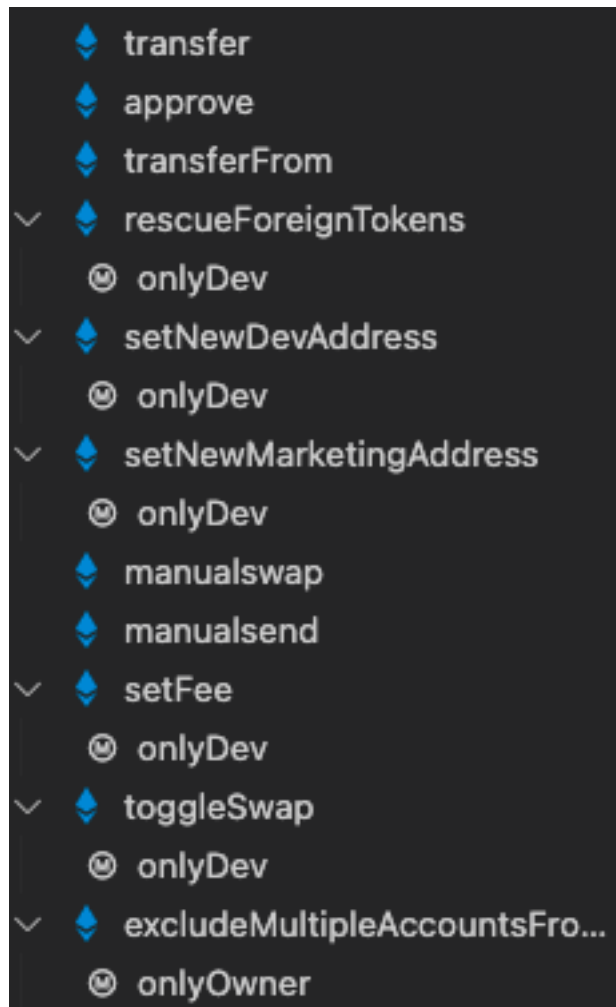 transfer
approve
transferFrom
rescueForeignTokens
onlyDev
setNewDevAddress
onlyDev
setNewMarketingAddress
onlyDev
manualswap
manualsend
setFee
onlyDev
toggleSwap
onlyDev
excludeMultipleAccountsFro...
onlyOwner